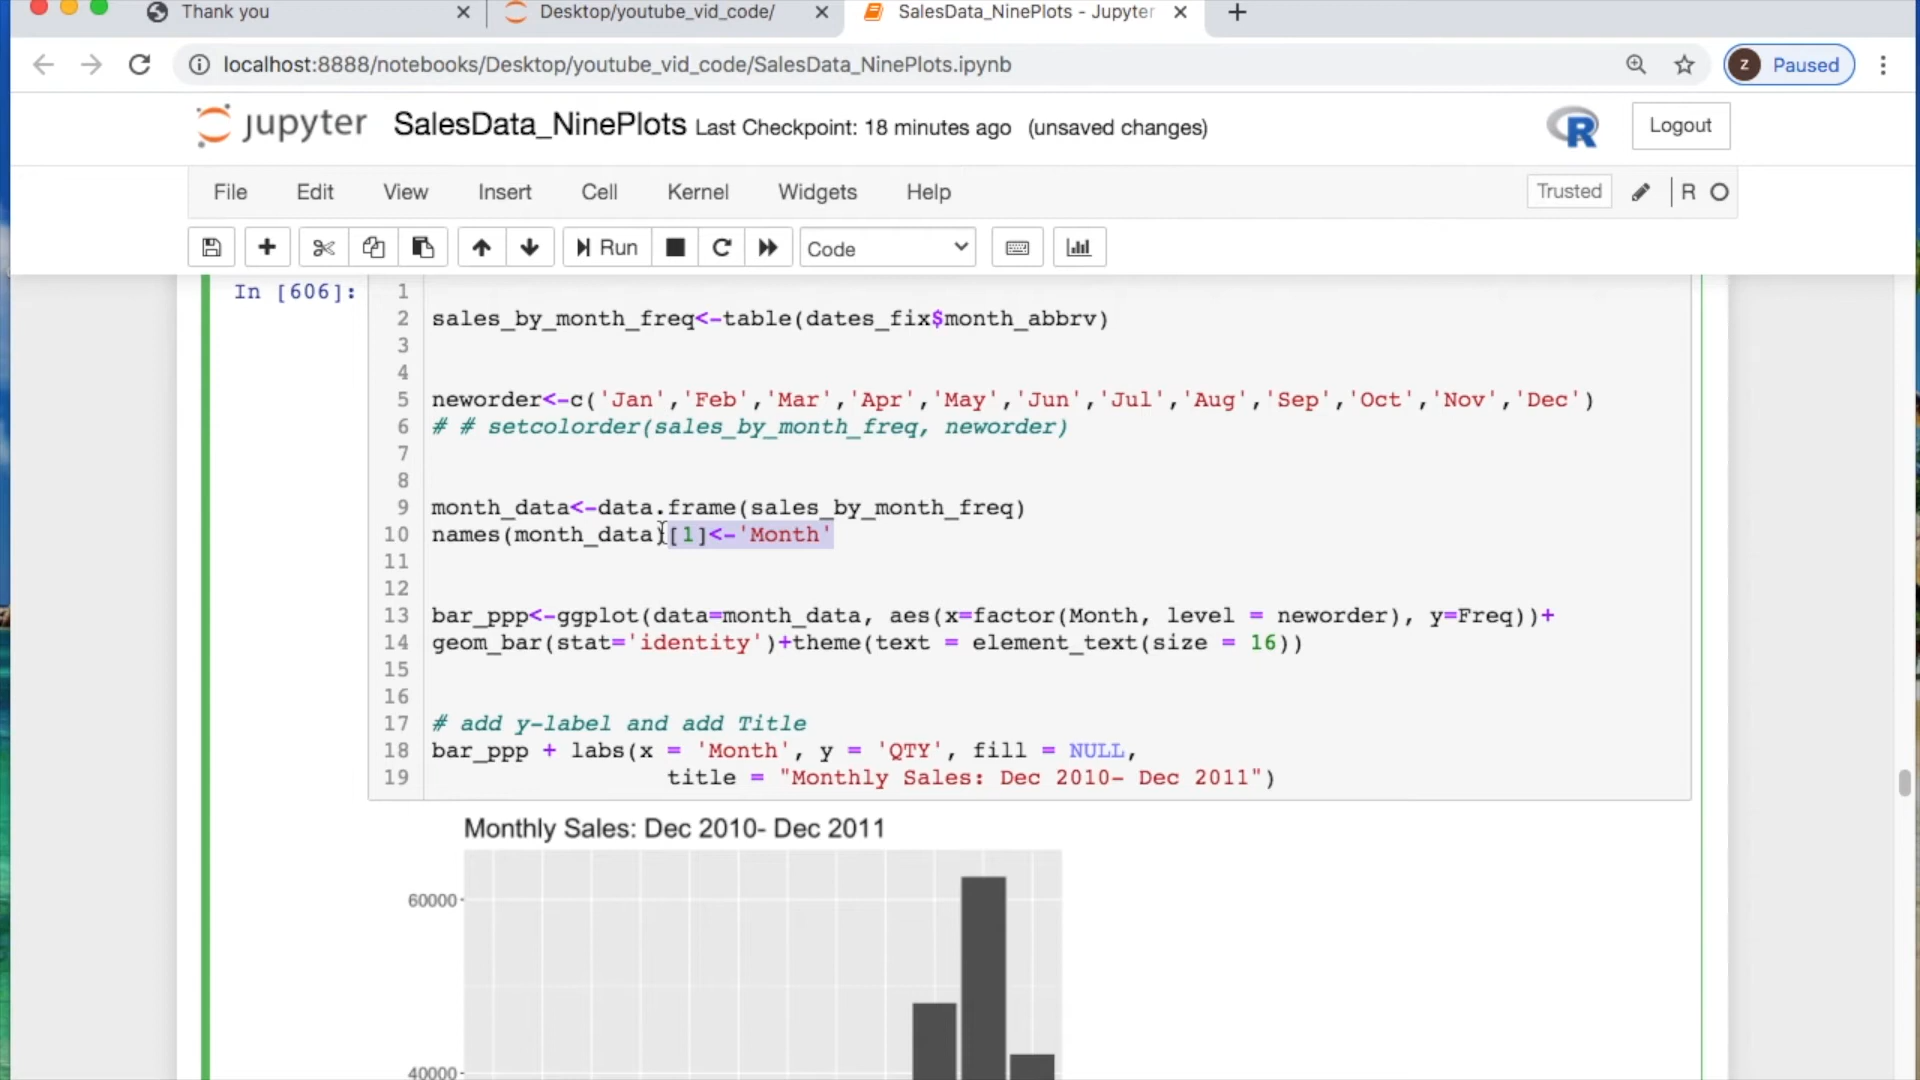 Thank you
Desktop/youtube_vid_code/
SalesData_NinePlots - Jupyter
localhost:8888/notebooks/Desktop/youtube_vid_code/SalesData_NinePlots.ipynb
z Paused
jupyter SalesData_NinePlots Last Checkpoint: 18 minutes ago (unsaved changes)
R
Logout
File Edit View Insert Cell Kernel Widgets Help
Trusted
R
Run
Code
In [606]:
1
2 sales_by_month_freq<-table(dates_fix$month_abbrv)
3
4
5 neworder<-c('Jan','Feb','Mar','Apr','May','Jun','Jul','Aug','Sep','Oct','Nov','Dec')
6 # # setcolorder(sales_by_month_freq, neworder)
7
8
9 month_data<-data.frame(sales_by_month_freq)
10 names(month_data)[1]<-'Month'
11
12
13 bar_ppp<-ggplot(data=month_data, aes(x=factor(Month, level = neworder), y=Freq))+
14 geom_bar(stat='identity')+theme(text = element_text(size = 16))
15
16
17 # add y-label and add Title
18 bar_ppp + labs(x = 'Month', y = 'QTY', fill = NULL,
19 title = "Monthly Sales: Dec 2010- Dec 2011")
Monthly Sales: Dec 2010- Dec 2011
60000
40000